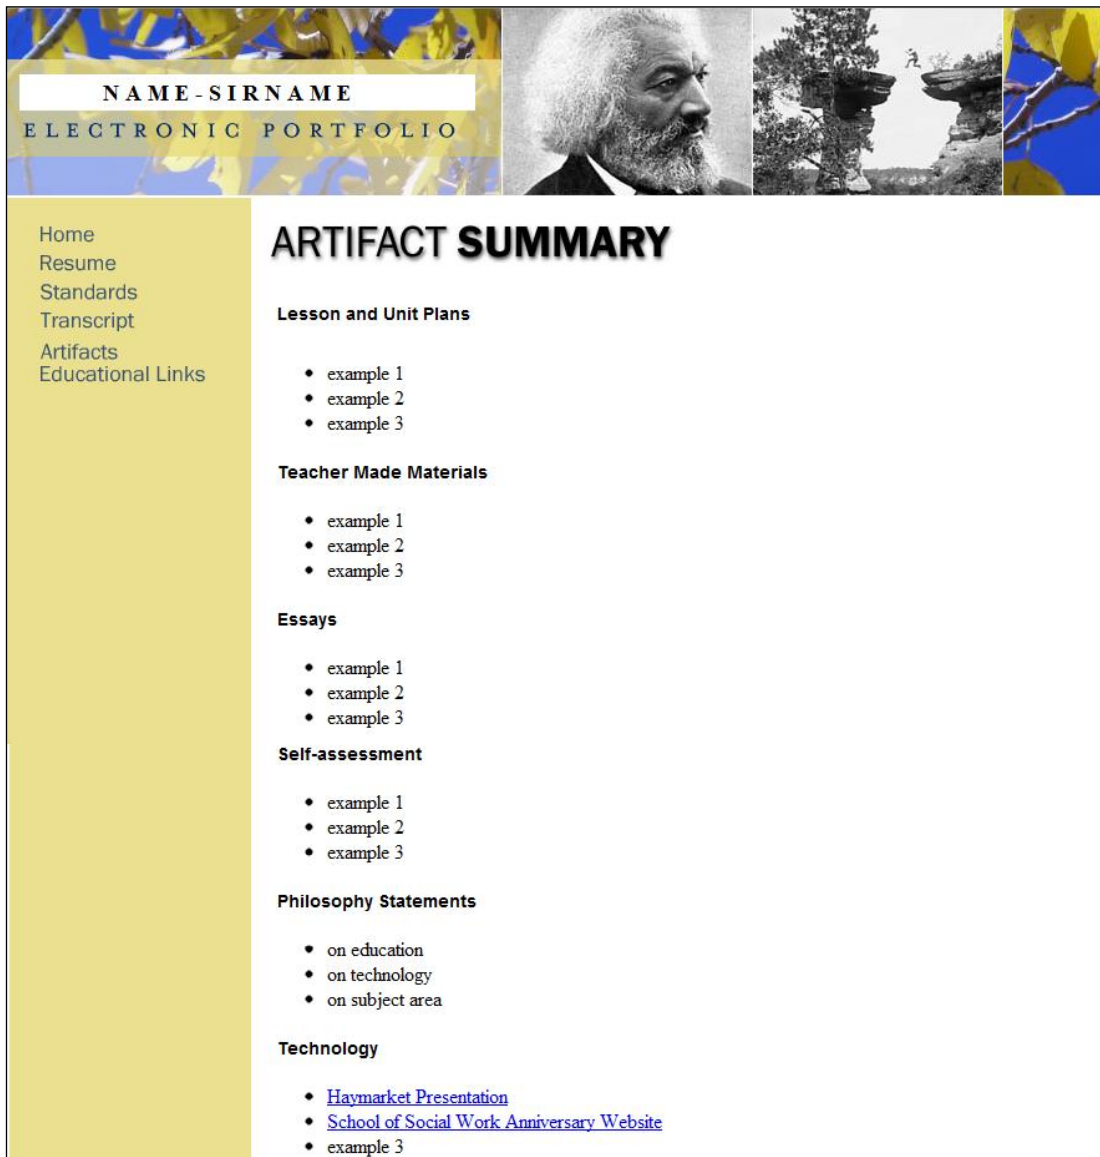 NAME-SIRNAME
ELECTRONIC PORTFOLIO
Home
Resume
Standards
Transcript
Artifacts
Educational Links
ARTIFACT SUMMARY
Lesson and Unit Plans
• example 1
• example 2
• example 3
Teacher Made Materials
• example 1
• example 2
• example 3
Essays
• example 1
• example 2
• example 3
Self-assessment
• example 1
• example 2
• example 3
Philosophy Statements
• on education
• on technology
• on subject area
Technology
• Haymarket Presentation
• School of Social Work Anniversary Website
• example 3